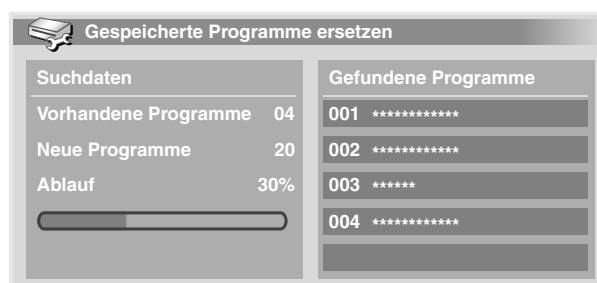 Gespeicherte Programme ersetzen
Suchdaten
Vorhandene Programme 04
Neue Programme 20
Ablauf 30%
Gefundene Programme
001 ************
002 ************
003 ******
004 ************